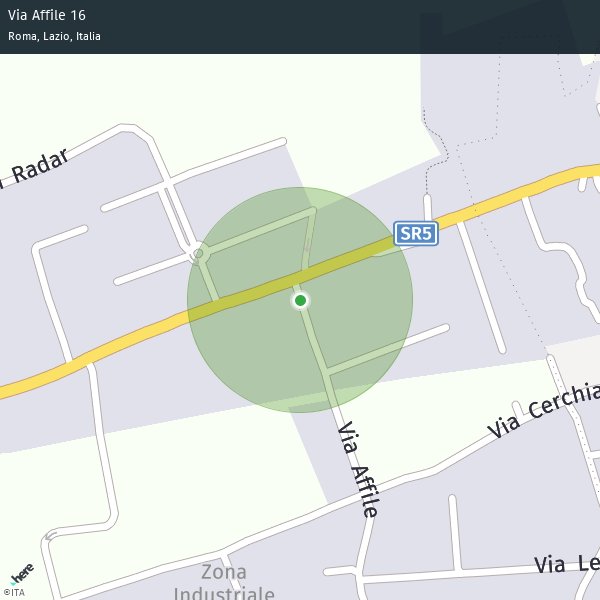 Via Affile 16
Roma, Lazio, Italia
Radar
SR5
Via Cerchia
Via Affile
Via Le
Zona
Industriale
here
©ITA